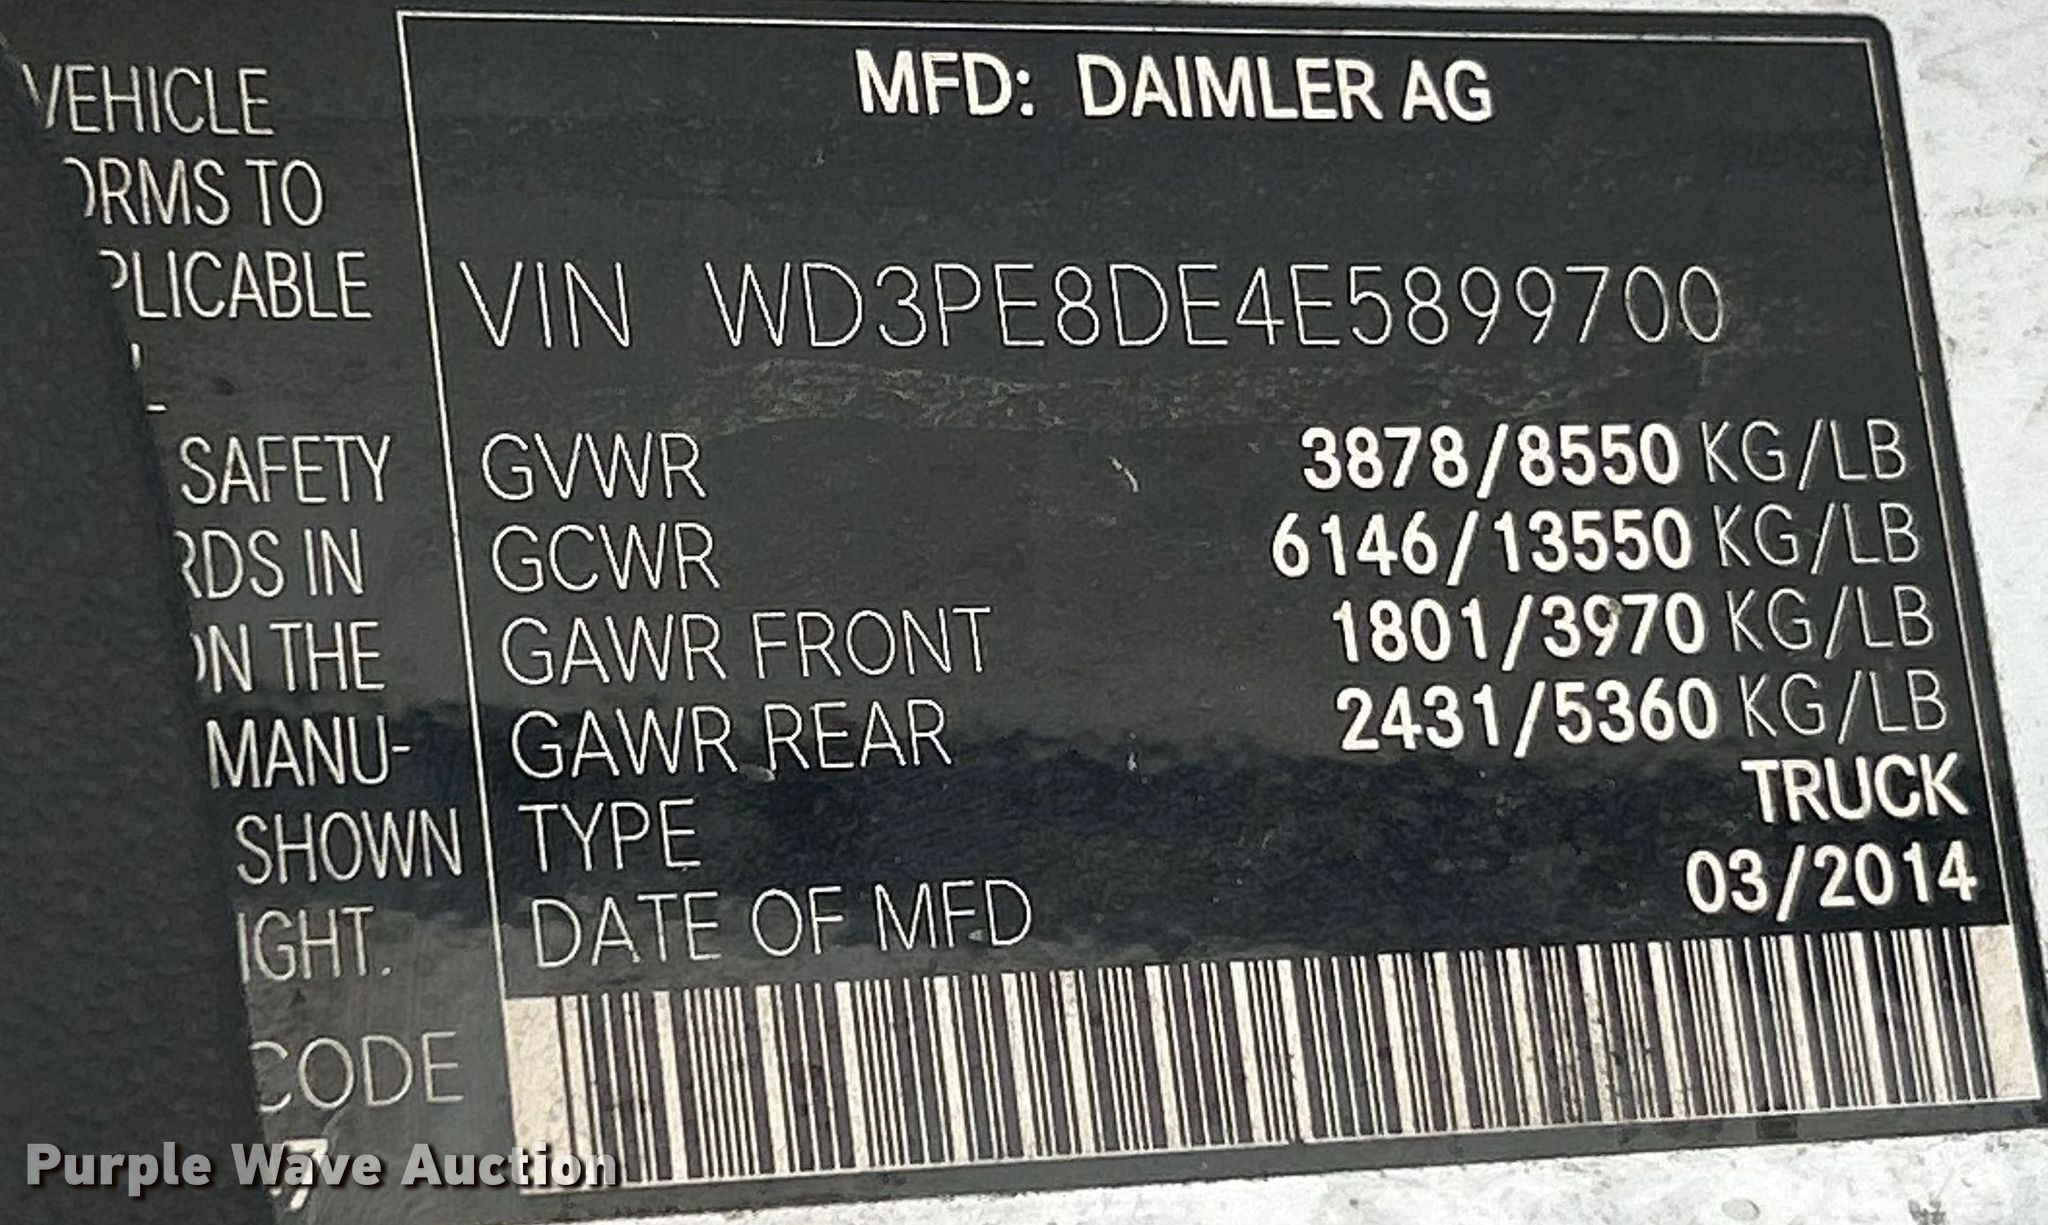 VEHICLE
ORMS TO
PLICABLE
SAFETY
RDS IN
ON THE
MANU-
SHOWN
IGHT.
CODE
MFD: DAIMLER AG
VIN WD3PE8DE4E5899700
GVWR 3878/8550 KG/LB
GCWR 6146/13550 KG/LB
GAWR FRONT 1801/3970 KG/LB
GAWR REAR 2431/5360 KG/LB
TYPE TRUCK
DATE OF MFD 03/2014
Purple Wave Auction